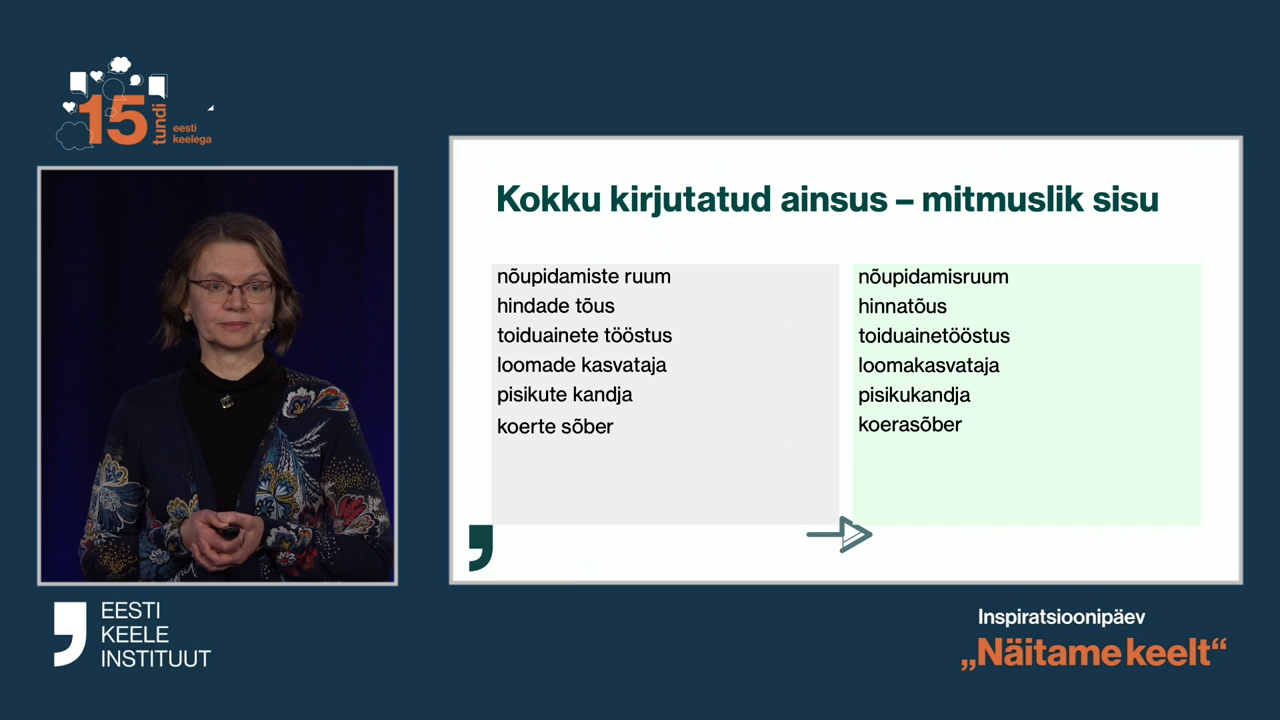 15
tundi
eesti
keelega
Kokku kirjutatud ainsus – mitmuslik sisu
nõupidamiste ruum
hindade tõus
toiduainete tööstus
loomade kasvataja
pisikute kandja
koerte sõber
nõupidamisruum
hinnatõus
toiduainetööstus
loomakasvataja
pisikukandja
koerasõber
EESTI
KEELE
INSTITUUT
Inspiratsioonipäev
„Näitame keelt“